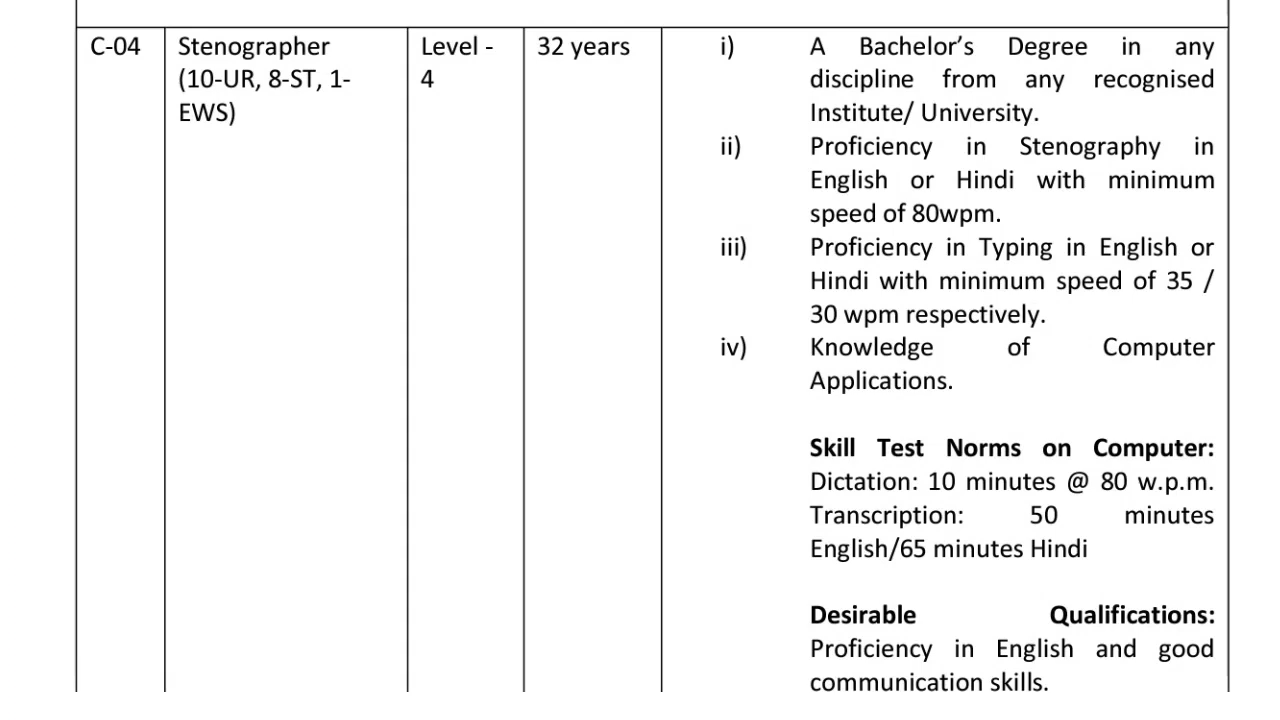 C-04
Stenographer
(10-UR, 8-ST, 1-
EWS)
Level -
4
32 years
i) A Bachelor’s Degree in any
discipline from any recognised
Institute/ University.
ii) Proficiency in Stenography in
English or Hindi with minimum
speed of 80wpm.
iii) Proficiency in Typing in English or
Hindi with minimum speed of 35 /
30 wpm respectively.
iv) Knowledge of Computer
Applications.
Skill Test Norms on Computer:
Dictation: 10 minutes @ 80 w.p.m.
Transcription: 50 minutes
English/65 minutes Hindi
Desirable Qualifications:
Proficiency in English and good
communication skills.